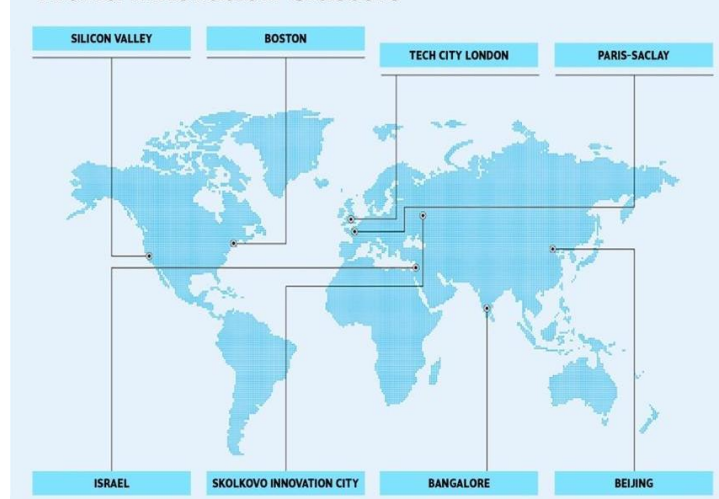 SILICON VALLEY
BOSTON
TECH CITY LONDON
PARIS-SACLAY
ISRAEL
SKOLKOVO INNOVATION CITY
BANGALORE
BEIJING